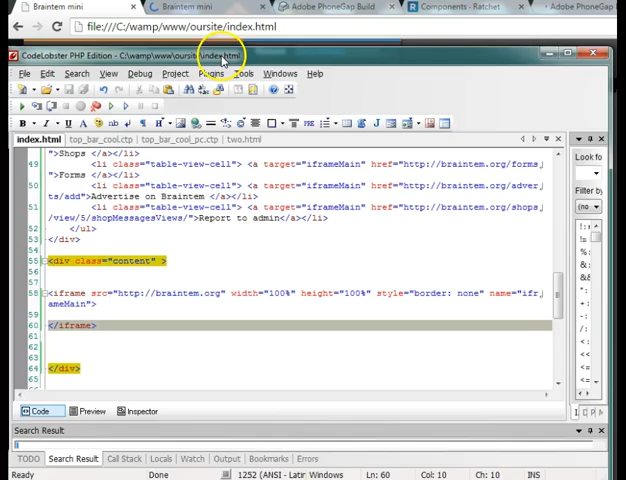 Braintem mini
Braintem mini
Adobe PhoneGap Build
Components - Ratchet
Adobe PhoneGap
file:///C:/wamp/www/oursite/index.html
CodeLobster PHP Edition - C:\wamp\www\oursite\index.html
File Edit Search View Debug Project Plugins Tools Windows Help
B I U H PRE
index.html top_bar_cool.ctp top_bar_cool_pc.ctp two.html
">Shops </a></li>
49 <li class="table-view-cell"> <a target="iframeMain" href="http://braintem.org/forms
">Forms </a></li>
50 <li class="table-view-cell"> <a target="iframeMain" href="http://braintem.org/adver
ts/add">Advertise on Braintem </a></li>
51 <li class="table-view-cell"> <a target="iframeMain" href="http://braintem.org/shops
/view/5/shopMessagesViews/">Report to admin</a></li>
52 </ul>
53 </div>
54
55 <div class="content" >
56
57
58 <iframe src="http://braintem.org" width="100%" height="100%" style="border: none" name="ifr
ameMain">
59
60 </iframe>
61
62
63
64 </div>
65
Look fo
Filter by
(no
Code Preview Inspector
Search Result
TODO Search Result Call Stack Locals Watch Output Bookmarks Errors
Ready Done 1252 (ANSI - Latin Windows Ln: 60 Col: 10 Ch: 10 INS